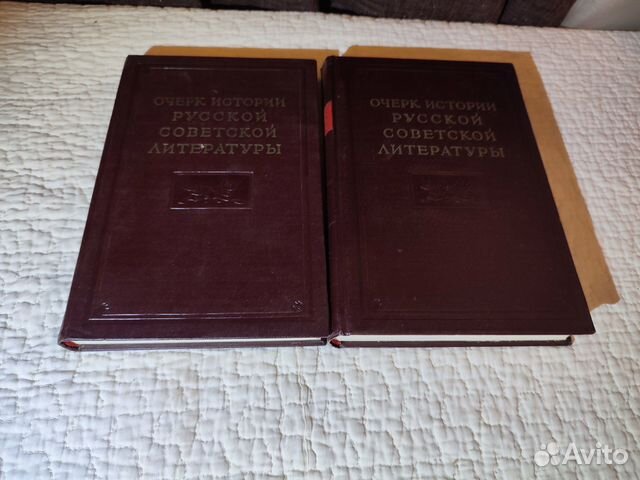 ОЧЕРК ИСТОРИИ
РУССКОЙ
СОВЕТСКОЙ
ЛИТЕРАТУРЫ
ОЧЕРК ИСТОРИИ
РУССКОЙ
СОВЕТСКОЙ
ЛИТЕРАТУРЫ
Avito